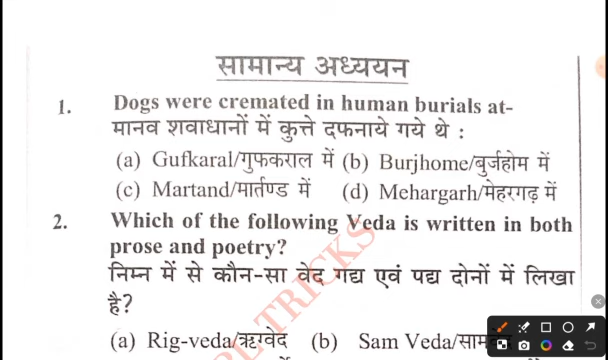 सामान्य अध्ययन
1. Dogs were cremated in human burials at-
मानव शवाधानों में कुत्ते दफनाये गये थे :
(a) Gufkaral/गुफकराल में (b) Burjhome/बुर्जहोम में
(c) Martand/मार्तण्ड में (d) Mehargarh/मेहरगढ़ में
2. Which of the following Veda is written in both
prose and poetry?
निम्न में से कौन-सा वेद गद्य एवं पद्य दोनों में लिखा
है?
(a) Rig-veda/ऋग्वेद (b) Sam Veda/साम
TRICKS